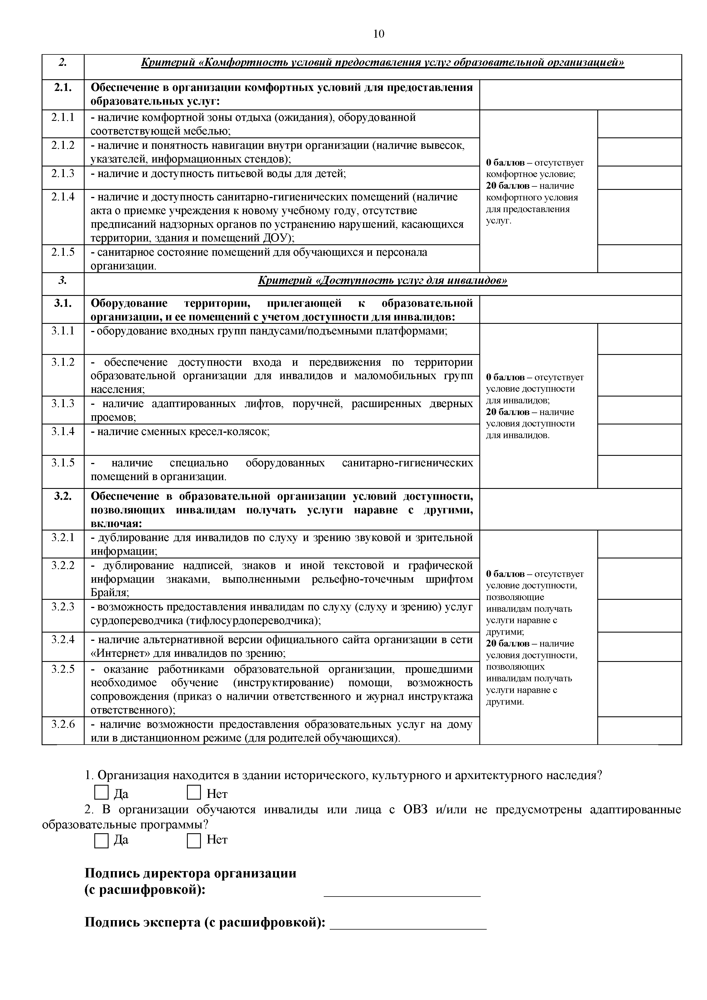 10
2. Критерий «Комфортность условий предоставления услуг образовательной организацией»
2.1. Обеспечение в организации комфортных условий для предоставления
образовательных услуг:
2.1.1 - наличие комфортной зоны отдыха (ожидания), оборудованной
соответствующей мебелью;
2.1.2 - наличие и понятность навигации внутри организации (наличие вывесок,
указателей, информационных стендов);
2.1.3 - наличие и доступность питьевой воды для детей;
2.1.4 - наличие и доступность санитарно-гигиенических помещений (наличие
акта о приемке учреждения к новому учебному году, отсутствие
предписаний надзорных органов по устранению нарушений, касающихся
территории, здания и помещений ДОУ);
2.1.5 - санитарное состояние помещений для обучающихся и персонала
организации.
0 баллов – отсутствует
комфортное условие;
20 баллов – наличие
комфортного условия
для предоставления
услуг.
3. Критерий «Доступность услуг для инвалидов»
3.1. Оборудование территории, прилегающей к образовательной
организации, и ее помещений с учетом доступности для инвалидов:
3.1.1 - оборудование входных групп пандусами/подъемными платформами;
3.1.2 - обеспечение доступности входа и передвижения по территории
образовательной организации для инвалидов и маломобильных групп
населения;
3.1.3 - наличие адаптированных лифтов, поручней, расширенных дверных
проемов;
3.1.4 - наличие сменных кресел-колясок;
3.1.5 - наличие специально оборудованных санитарно-гигиенических
помещений в организации.
0 баллов – отсутствует
условие доступности
для инвалидов;
20 баллов – наличие
условия доступности
для инвалидов.
3.2. Обеспечение в образовательной организации условий доступности,
позволяющих инвалидам получать услуги наравне с другими,
включая:
3.2.1 - дублирование для инвалидов по слуху и зрению звуковой и зрительной
информации;
3.2.2 - дублирование надписей, знаков и иной текстовой и графической
информации знаками, выполненными рельефно-точечным шрифтом
Брайля;
3.2.3 - возможность предоставления инвалидам по слуху (слуху и зрению) услуг
сурдопереводчика (тифлосурдопереводчика);
3.2.4 - наличие альтернативной версии официального сайта организации в сети
«Интернет» для инвалидов по зрению;
3.2.5 - оказание работниками образовательной организации, прошедшими
необходимое обучение (инструктирование) помощи, возможность
сопровождения (приказ о наличии ответственного и журнал инструктажа
ответственного);
3.2.6 - наличие возможности предоставления образовательных услуг на дому
или в дистанционном режиме (для родителей обучающихся).
0 баллов – отсутствует
условие доступности,
позволяющие
инвалидам получать
услуги наравне с
другими;
20 баллов – наличие
условия доступности,
позволяющих
инвалидам получать
услуги наравне с
другими.
1. Организация находится в здании исторического, культурного и архитектурного наследия?
Да Нет
2. В организации обучаются инвалиды или лица с ОВЗ и/или не предусмотрены адаптированные
образовательные программы?
Да Нет
Подпись директора организации
(с расшифровкой):
Подпись эксперта (с расшифровкой):